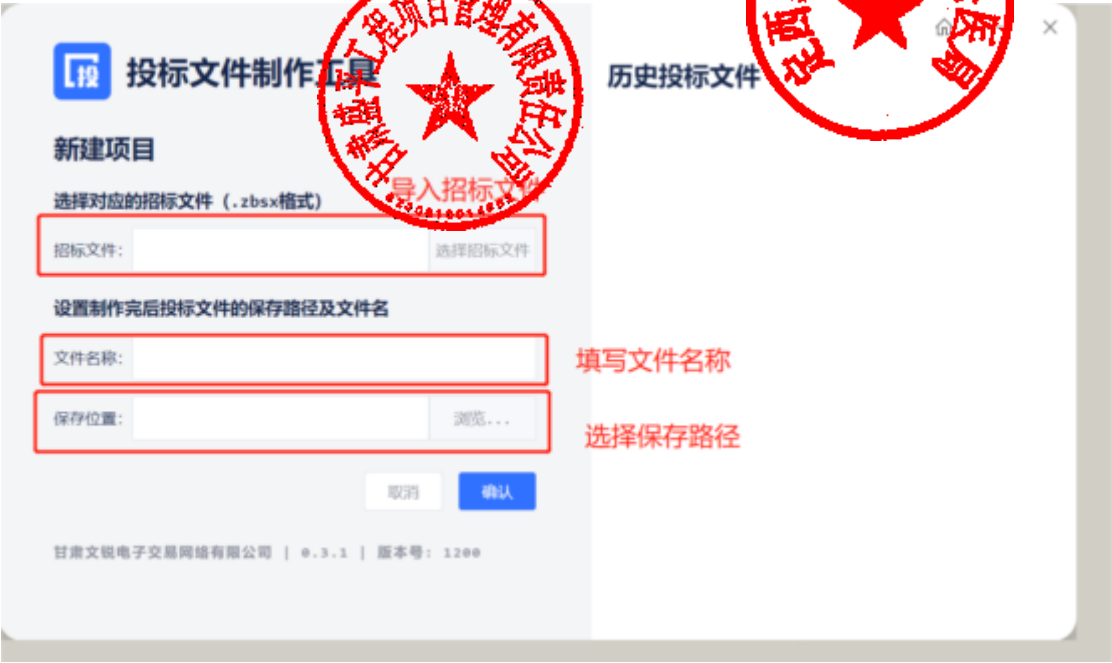 投标文件制作工具
新建项目
选择对应的招标文件（.zbsx格式）
导入招标文件
招标文件：
选择招标文件
设置制作完后投标文件的保存路径及文件名
文件名称：
填写文件名称
保存位置：
浏览...
选择保存路径
取消
确认
甘肃文锐电子交易网络有限公司 | 0.3.1 | 版本号: 1200
历史投标文件
投